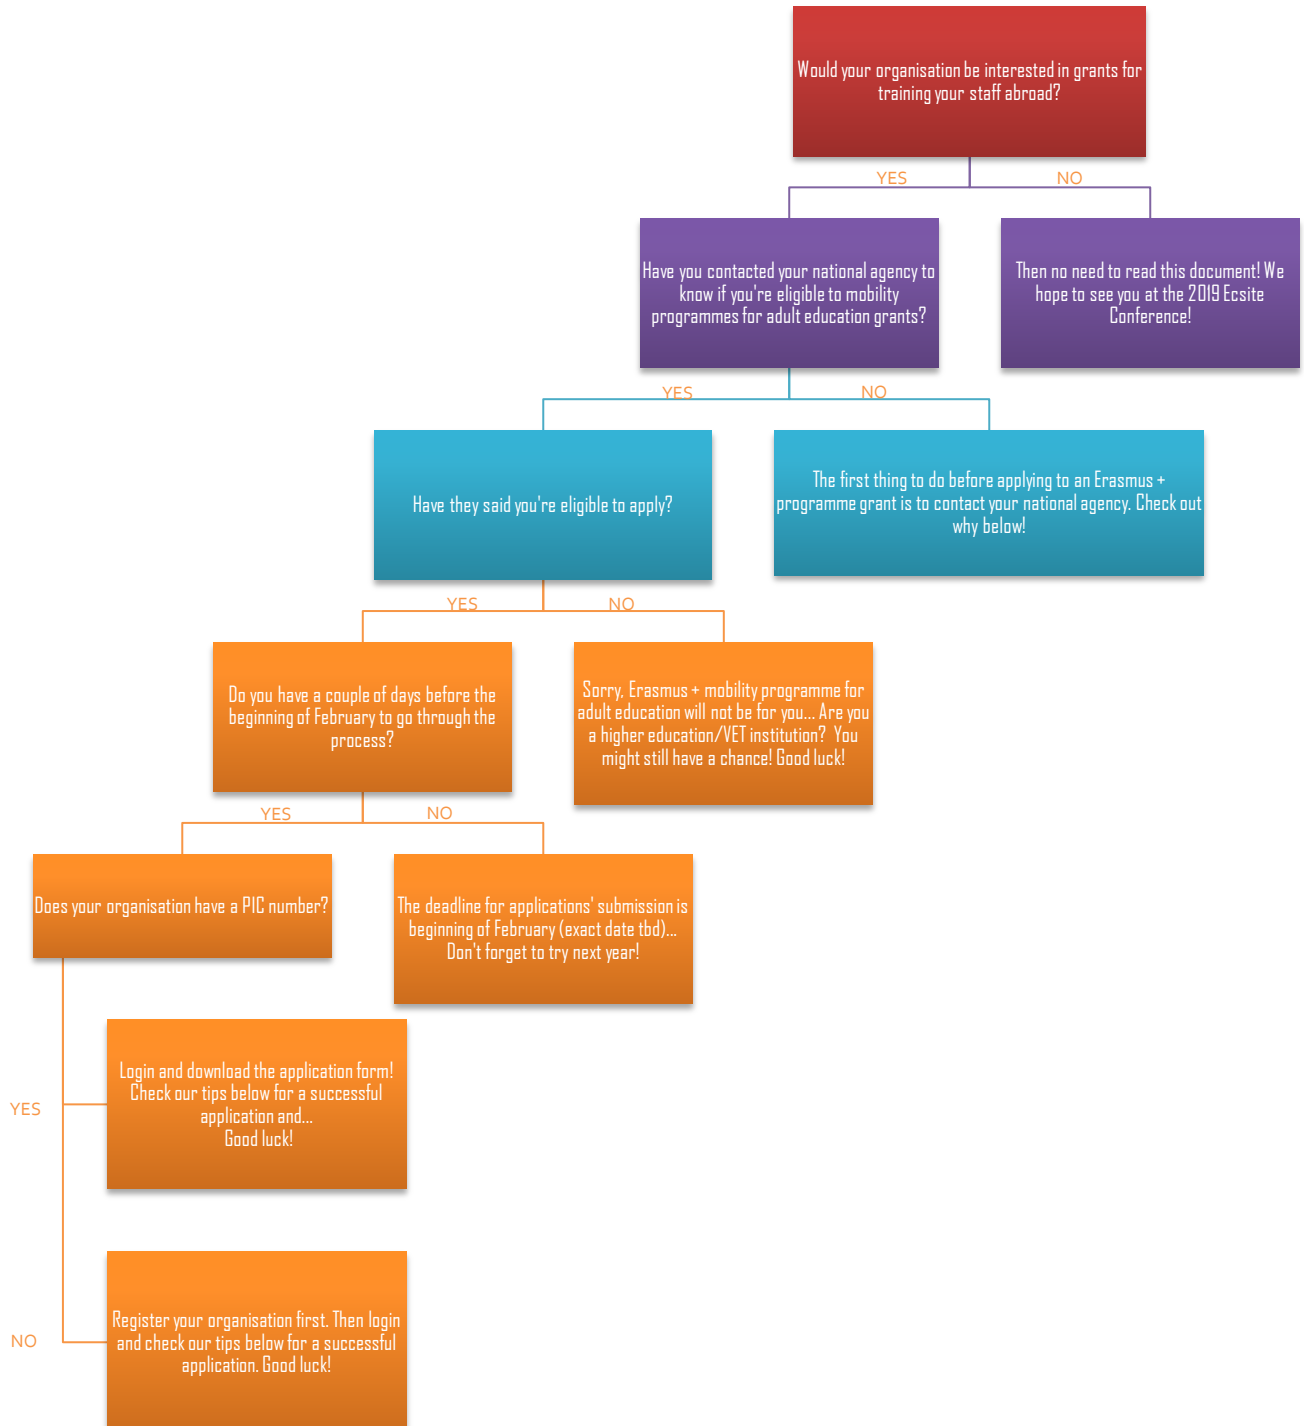 Would your organisation be interested in grants for
training your staff abroad?
YES
NO
Have you contacted your national agency to
know if you're eligible to mobility
programmes for adult education grants?
Then no need to read this document! We
hope to see you at the 2019 Ecsite
Conference!
YES
NO
Have they said you're eligible to apply?
The first thing to do before applying to an Erasmus +
programme grant is to contact your national agency. Check out
why below!
YES
NO
Do you have a couple of days before the
beginning of February to go through the
process?
Sorry, Erasmus + mobility programme for
adult education will not be for you... Are you
a higher education/VET institution? You
might still have a chance! Good luck!
YES
NO
Does your organisation have a PIC number?
The deadline for applications' submission is
beginning of February (exact date tbd)...
Don't forget to try next year!
YES
Login and download the application form!
Check our tips below for a successful
application and...
Good luck!
NO
Register your organisation first. Then login
and check our tips below for a successful
application. Good luck!